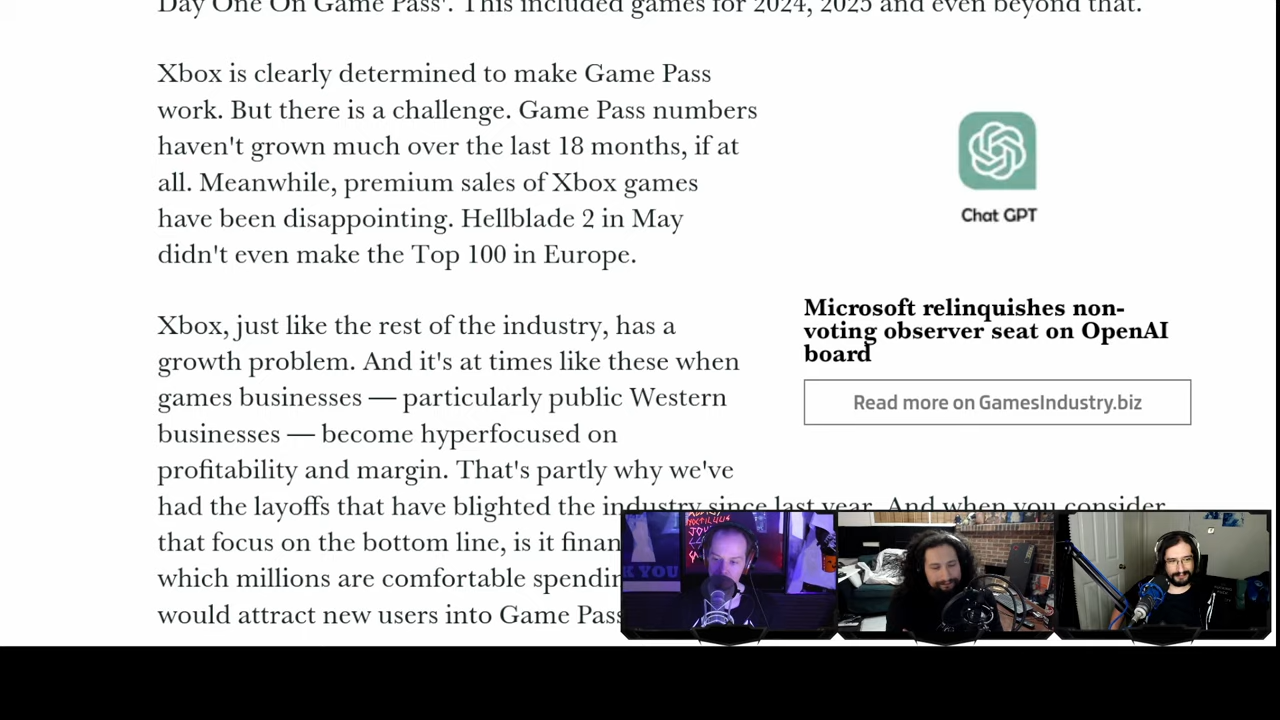 Day One On Game Pass'. This included games for 2024, 2025 and even beyond that.
Xbox is clearly determined to make Game Pass
work. But there is a challenge. Game Pass numbers
haven't grown much over the last 18 months, if at
all. Meanwhile, premium sales of Xbox games
have been disappointing. Hellblade 2 in May
didn't even make the Top 100 in Europe.
Chat GPT
Microsoft relinquishes non-
voting observer seat on OpenAI
board
Read more on GamesIndustry.biz
Xbox, just like the rest of the industry, has a
growth problem. And it's at times like these when
games businesses — particularly public Western
businesses — become hyperfocused on
profitability and margin. That's partly why we've
had the layoffs that have blighted the industry since last year. And when you consider
that focus on the bottom line, is it finan
which millions are comfortable spendin
would attract new users into Game Pass
K YOU